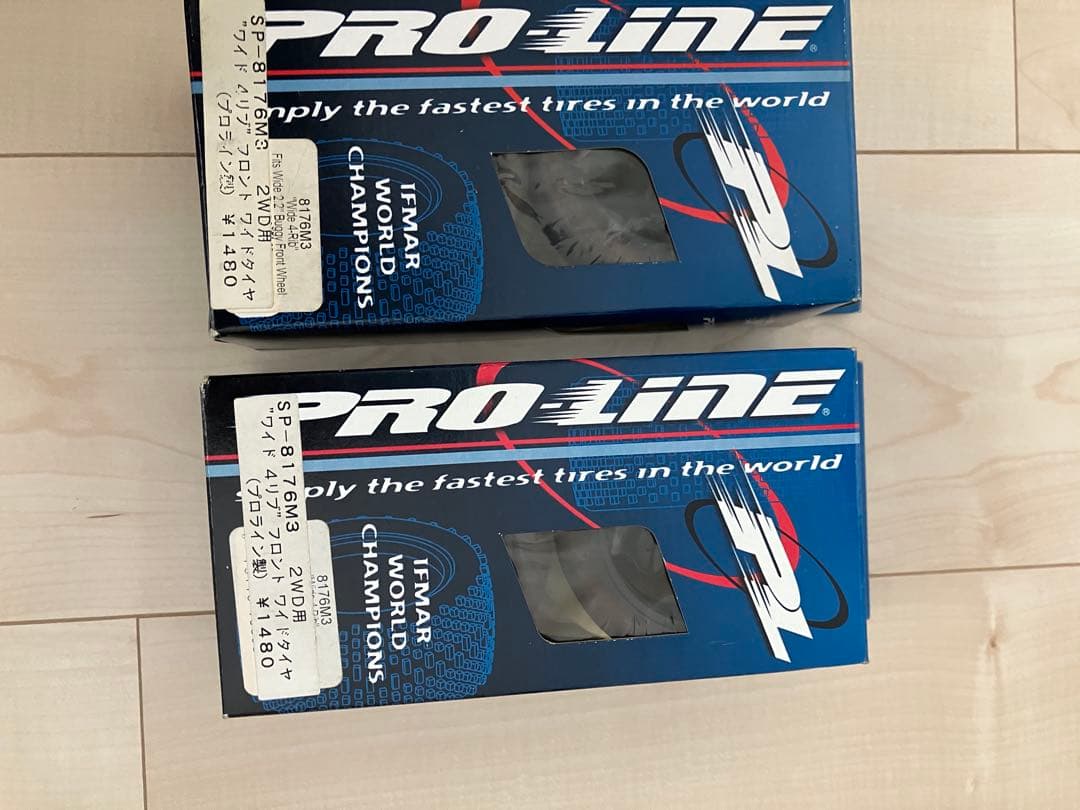 PRO-LINE®
simply the fastest tires in the world
IFMAR
WORLD
CHAMPIONS
PL
SP-8176M3 2WD用
"ワイド 4リブ" フロント ワイドタイヤ
(プロライン製) ¥1480
8176M3
"Wide 4-Rib"
Fits Wide 2.2" Buggy Front Wheel
PRO-LINE®
simply the fastest tires in the world
IFMAR
WORLD
CHAMPIONS
PL
SP-8176M3 2WD用
"ワイド 4リブ" フロント ワイドタイヤ
(プロライン製) ¥1480
8176M3